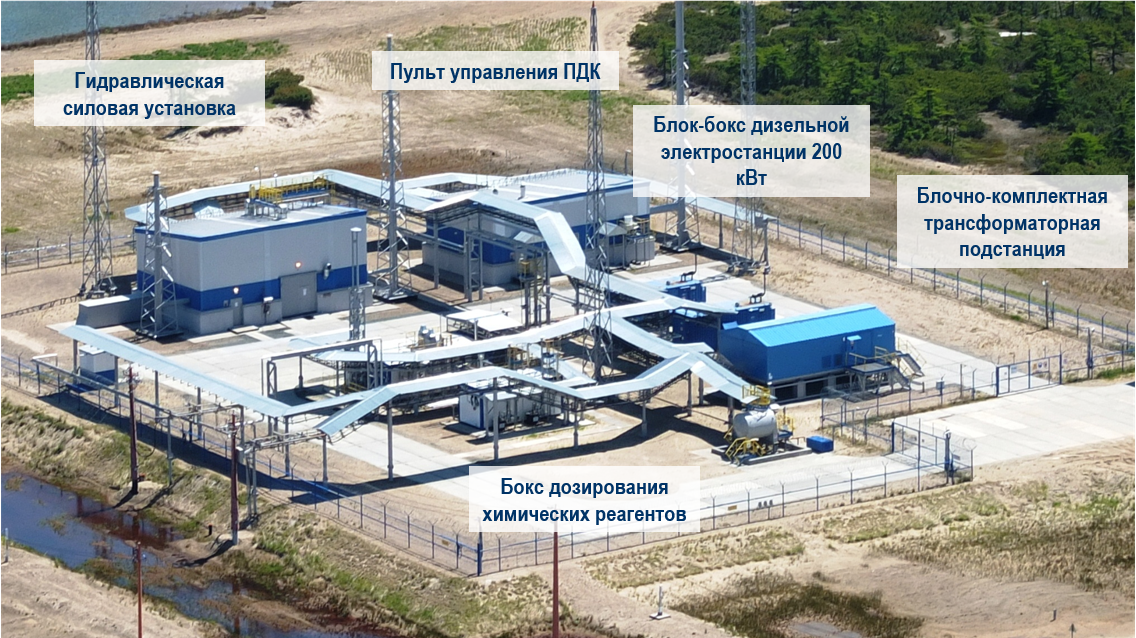 Гидравлическая
силовая установка
Пульт управления ПДК
Блок-бокс дизельной
электростанции 200
кВт
Блочно-комплектная
трансформаторная
подстанция
Бокс дозирования
химических реагентов